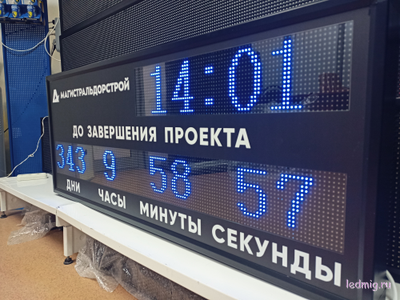 14:01
МАГИСТРАЛЬДОРСТРОЙ
ДО ЗАВЕРШЕНИЯ ПРОЕКТА
343 9 58 57
ДНИ ЧАСЫ МИНУТЫ СЕКУНДЫ
ledmig.ru